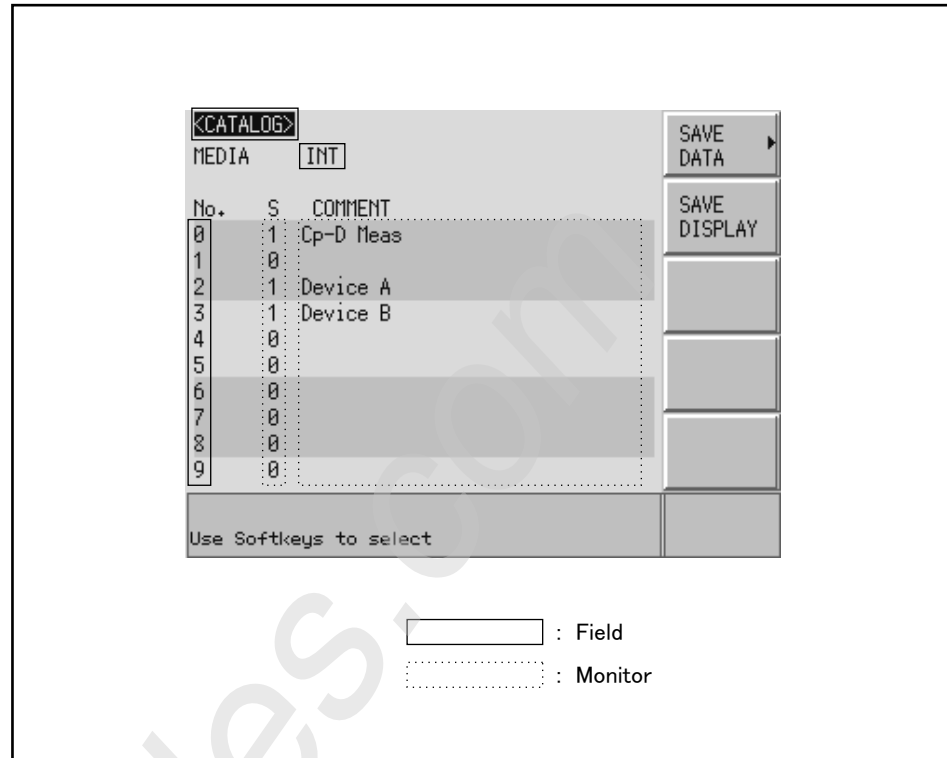 <CATALOG>
MEDIA INT
No. S COMMENT
0 1 Cp-D Meas
1 0
2 1 Device A
3 1 Device B
4 0
5 0
6 0
7 0
8 0
9 0
Use Softkeys to select
SAVE
DATA
SAVE
DISPLAY
: Field
: Monitor
les.com